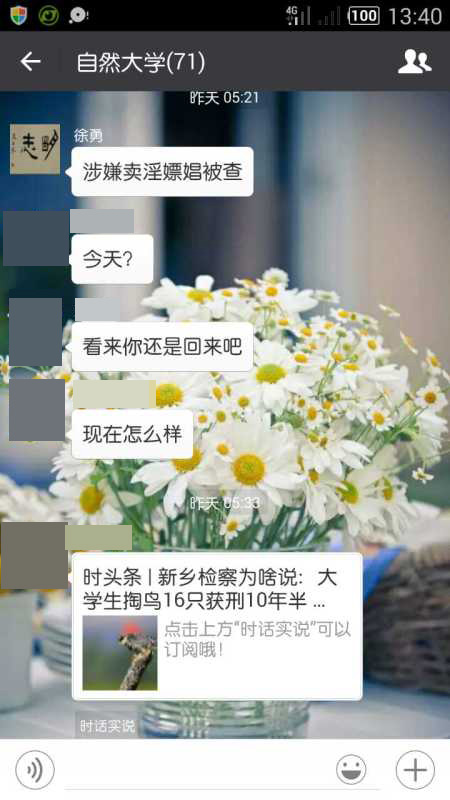 4G
100
13:40
自然大学(71)
昨天 05:21
徐勇
涉嫌卖淫嫖娼被查
今天?
看来你还是回来吧
现在怎么样
昨天 05:33
时头条 | 新乡检察为啥说：大
学生掏鸟16只获刑10年半 ...
点击上方“时话实说”可以
订阅哦！
时话实说